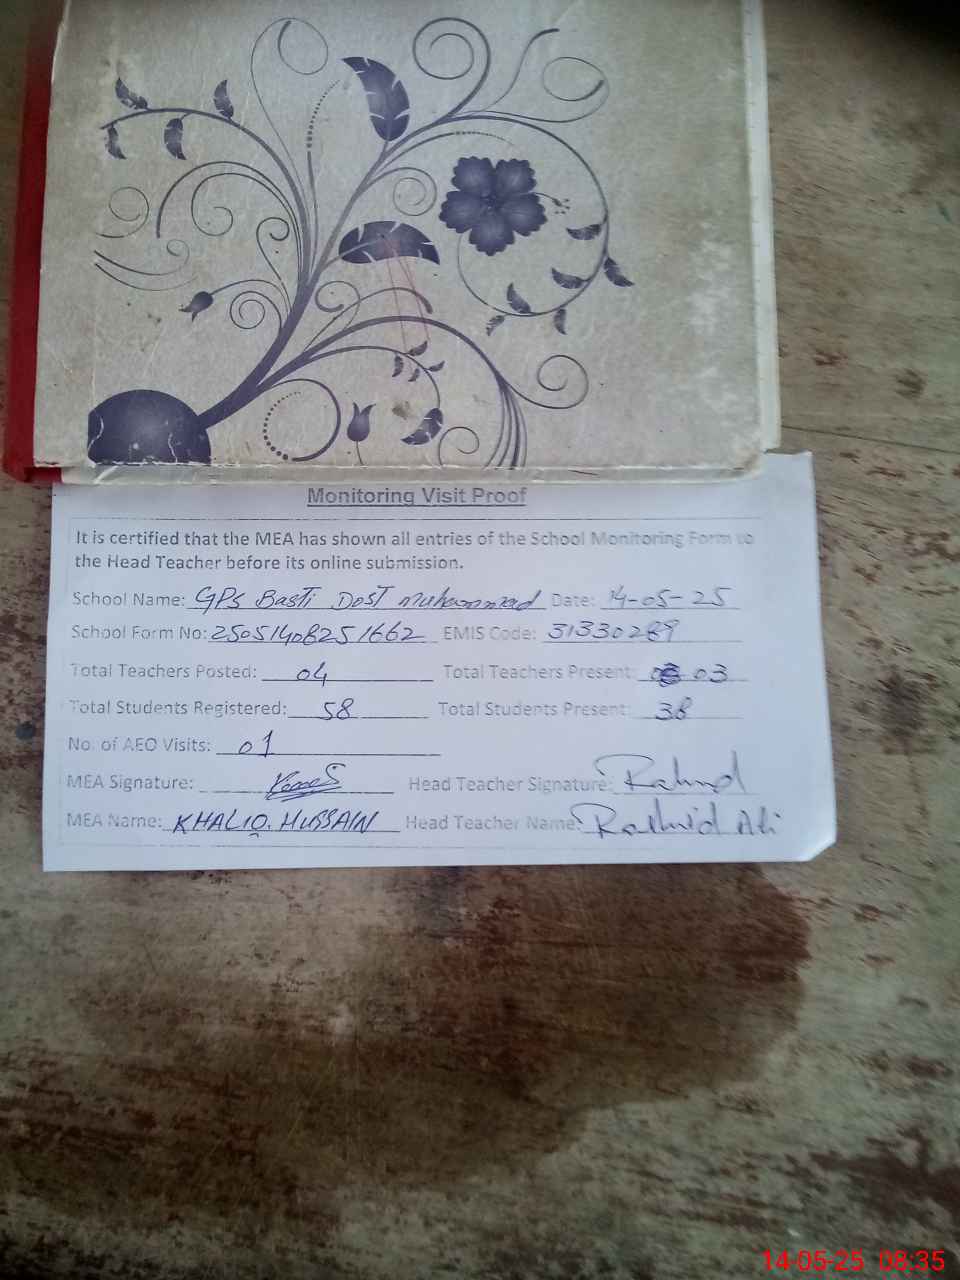 Monitoring Visit Proof
It is certified that the MEA has shown all entries of the School Monitoring Form to
the Head Teacher before its online submission.
School Name: GPS Basti Dost Muhammad Date: 14-05-25
School Form No: 25051408251662 EMIS Code: 31330289
Total Teachers Posted: 04 Total Teachers Present: 03
Total Students Registered: 58 Total Students Present: 38
No. of AEO Visits: 01
MEA Signature: Head Teacher Signature: Rashid
MEA Name: KHALIQ. HUSSAIN Head Teacher Name: Rashid Ali
14-05-25 08:35